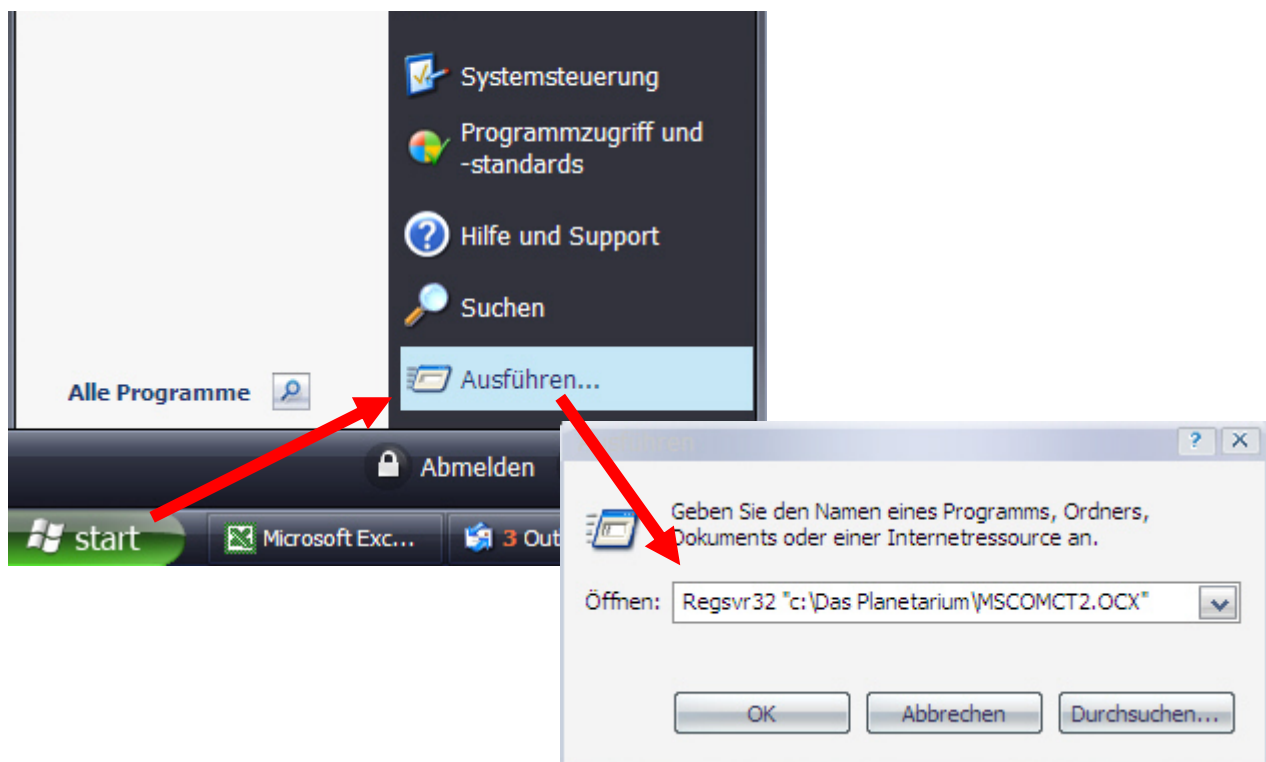 Systemsteuerung
Programmzugriff und
-standards
Hilfe und Support
Suchen
Ausführen...
Alle Programme
Abmelden
start
Microsoft Exc...
3 Out
Geben Sie den Namen eines Programms, Ordners,
Dokuments oder einer Internetressource an.
Öffnen:
Regsvr32 "c:\Das Planetarium\MSCOMCT2.OCX"
OK
Abbrechen
Durchsuchen...